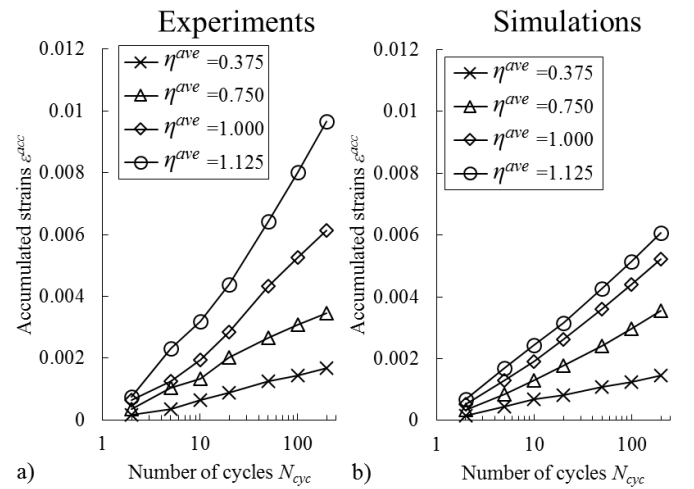 Experiments
0.012
0.01
0.008
0.006
0.004
0.002
0
Accumulated strains ε^acc
η^ave =0.375
η^ave =0.750
η^ave =1.000
η^ave =1.125
1 10 100
Number of cycles N_cyc
a)
Simulations
0.012
0.01
0.008
0.006
0.004
0.002
0
Accumulated strains ε^acc
η^ave =0.375
η^ave =0.750
η^ave =1.000
η^ave =1.125
1 10 100
Number of cycles N_cyc
b)